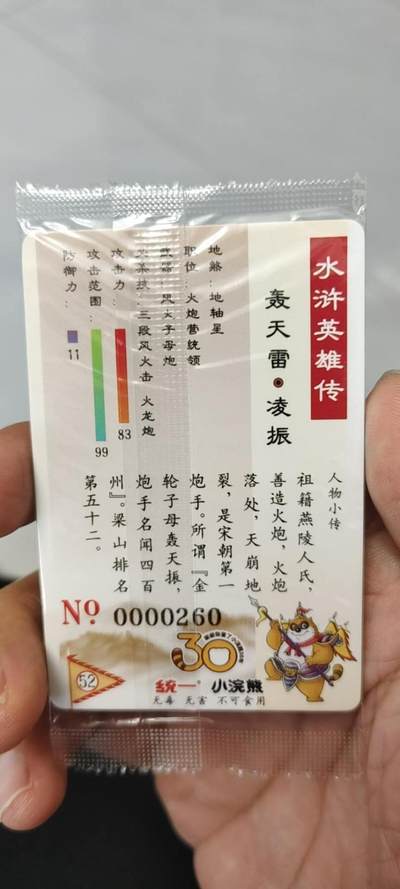 水浒英雄传
轰天雷·凌振
地煞：地轴星
职位：火炮营统领
武器：风火子母炮
必杀技：三段风火击 火龙炮
攻击力：
83
攻击范围：
99
防御力：
11
人物小传
祖籍燕陵人氏，
善造火炮，火炮
落处，天崩地
裂，是宋朝第一
炮手。所谓『金
轮子母轰天振，
炮手名闻四百
州』。梁山排名
第五十二。
No. 0000260
30
52
统一 小浣熊
无毒 无害 不可食用